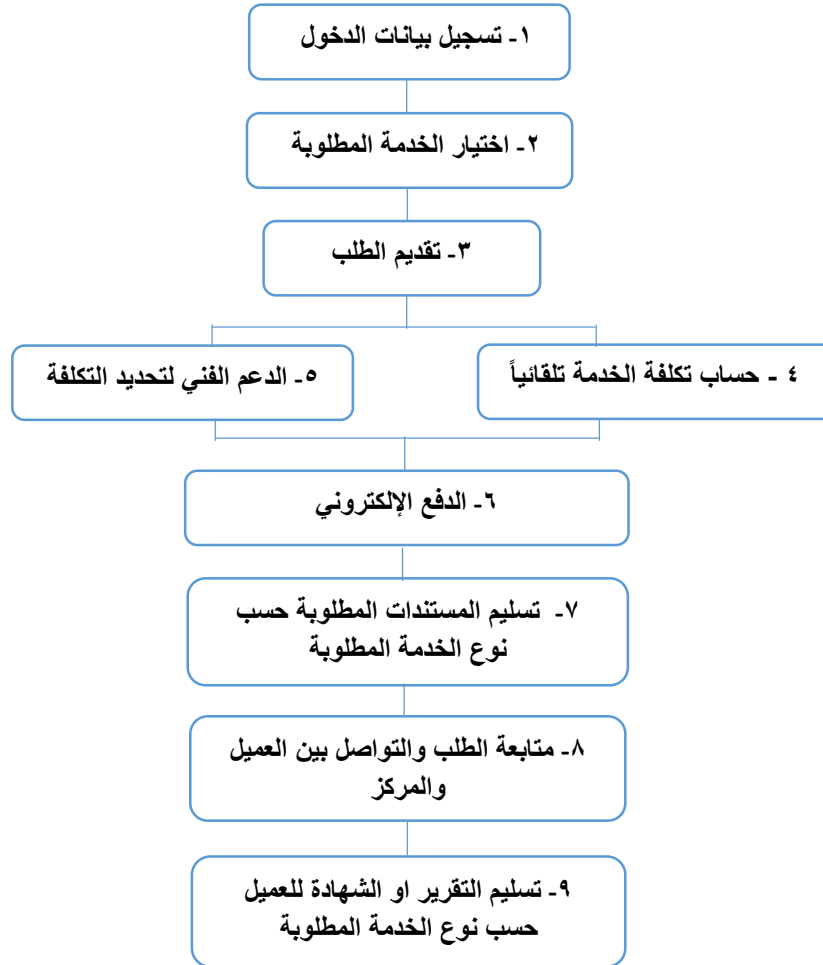 ١- تسجيل بيانات الدخول
٢- اختيار الخدمة المطلوبة
٣- تقديم الطلب
٤ - حساب تكلفة الخدمة تلقائياً
٥- الدعم الفني لتحديد التكلفة
٦- الدفع الإلكتروني
٧- تسليم المستندات المطلوبة حسب
نوع الخدمة المطلوبة
٨- متابعة الطلب والتواصل بين العميل
والمركز
٩- تسليم التقرير او الشهادة للعميل
حسب نوع الخدمة المطلوبة